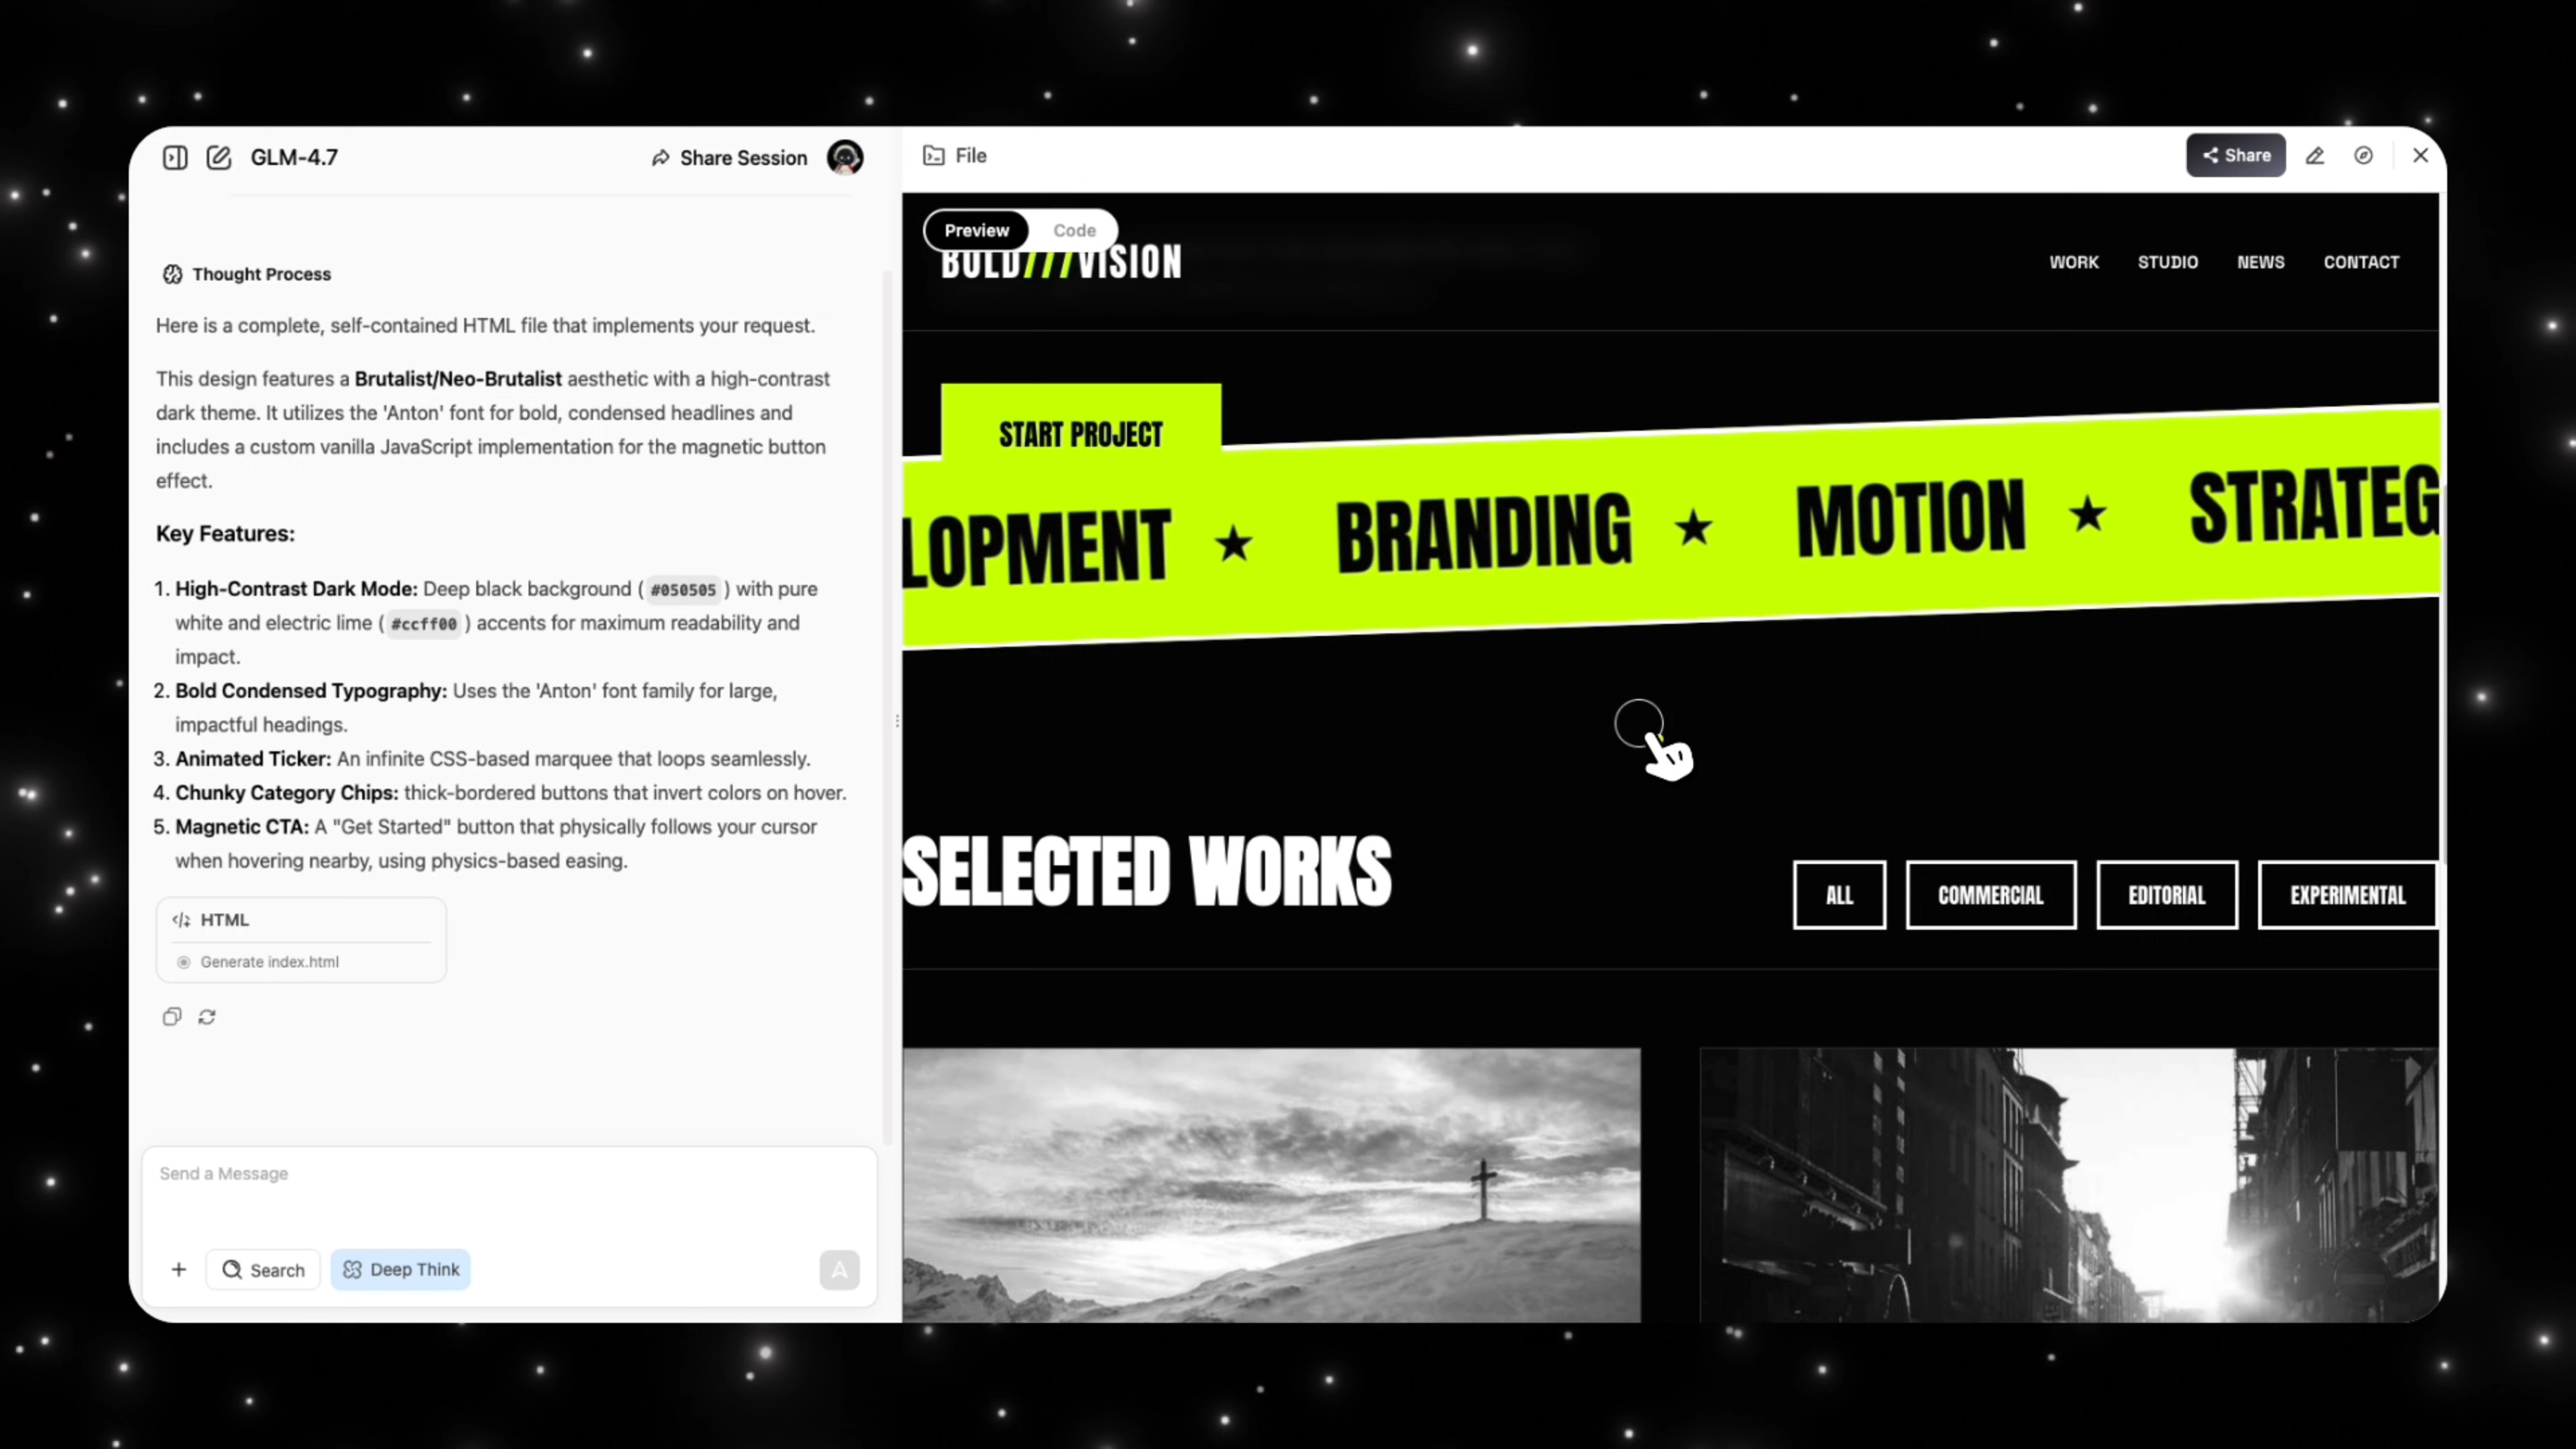 GLM-4.7
Share Session
Thought Process
Here is a complete, self-contained HTML file that implements your request.
This design features a Brutalist/Neo-Brutalist aesthetic with a high-contrast
dark theme. It utilizes the 'Anton' font for bold, condensed headlines and
includes a custom vanilla JavaScript implementation for the magnetic button
effect.
Key Features:
1. High-Contrast Dark Mode: Deep black background ( #050505 ) with pure
white and electric lime ( #ccff00 ) accents for maximum readability and
impact.
2. Bold Condensed Typography: Uses the 'Anton' font family for large,
impactful headings.
3. Animated Ticker: An infinite CSS-based marquee that loops seamlessly.
4. Chunky Category Chips: thick-bordered buttons that invert colors on hover.
5. Magnetic CTA: A "Get Started" button that physically follows your cursor
when hovering nearby, using physics-based easing.
</> HTML
Generate index.html
Send a Message
+ Search Deep Think
File
Share
Preview Code
BOLD///VISION
WORK STUDIO NEWS CONTACT
START PROJECT
LOPMENT ★ BRANDING ★ MOTION ★ STRATEG
SELECTED WORKS
ALL COMMERCIAL EDITORIAL EXPERIMENTAL